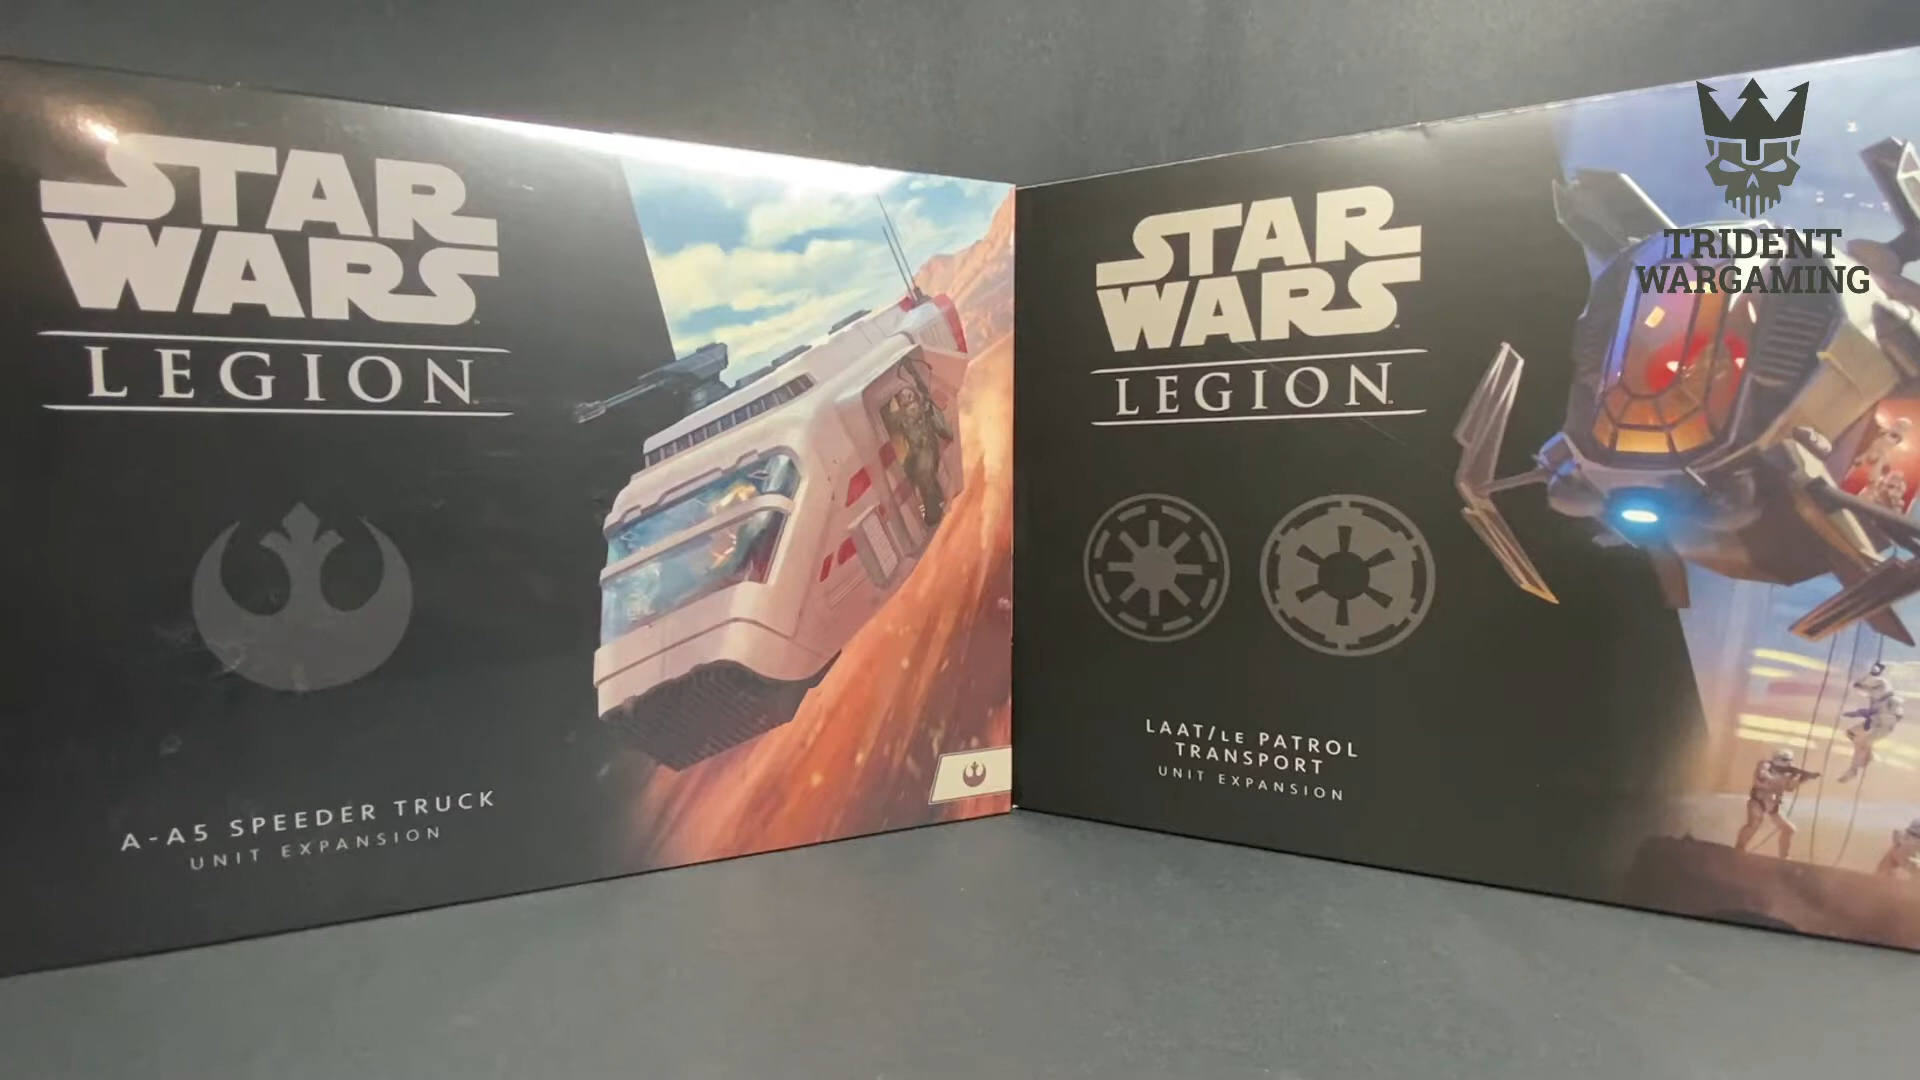 STAR
WARS
LEGION
A-A5 SPEEDER TRUCK
UNIT EXPANSION
STAR
WARS
LEGION
LAAT/LE PATROL
TRANSPORT
UNIT EXPANSION
TRIDENT
WARGAMING